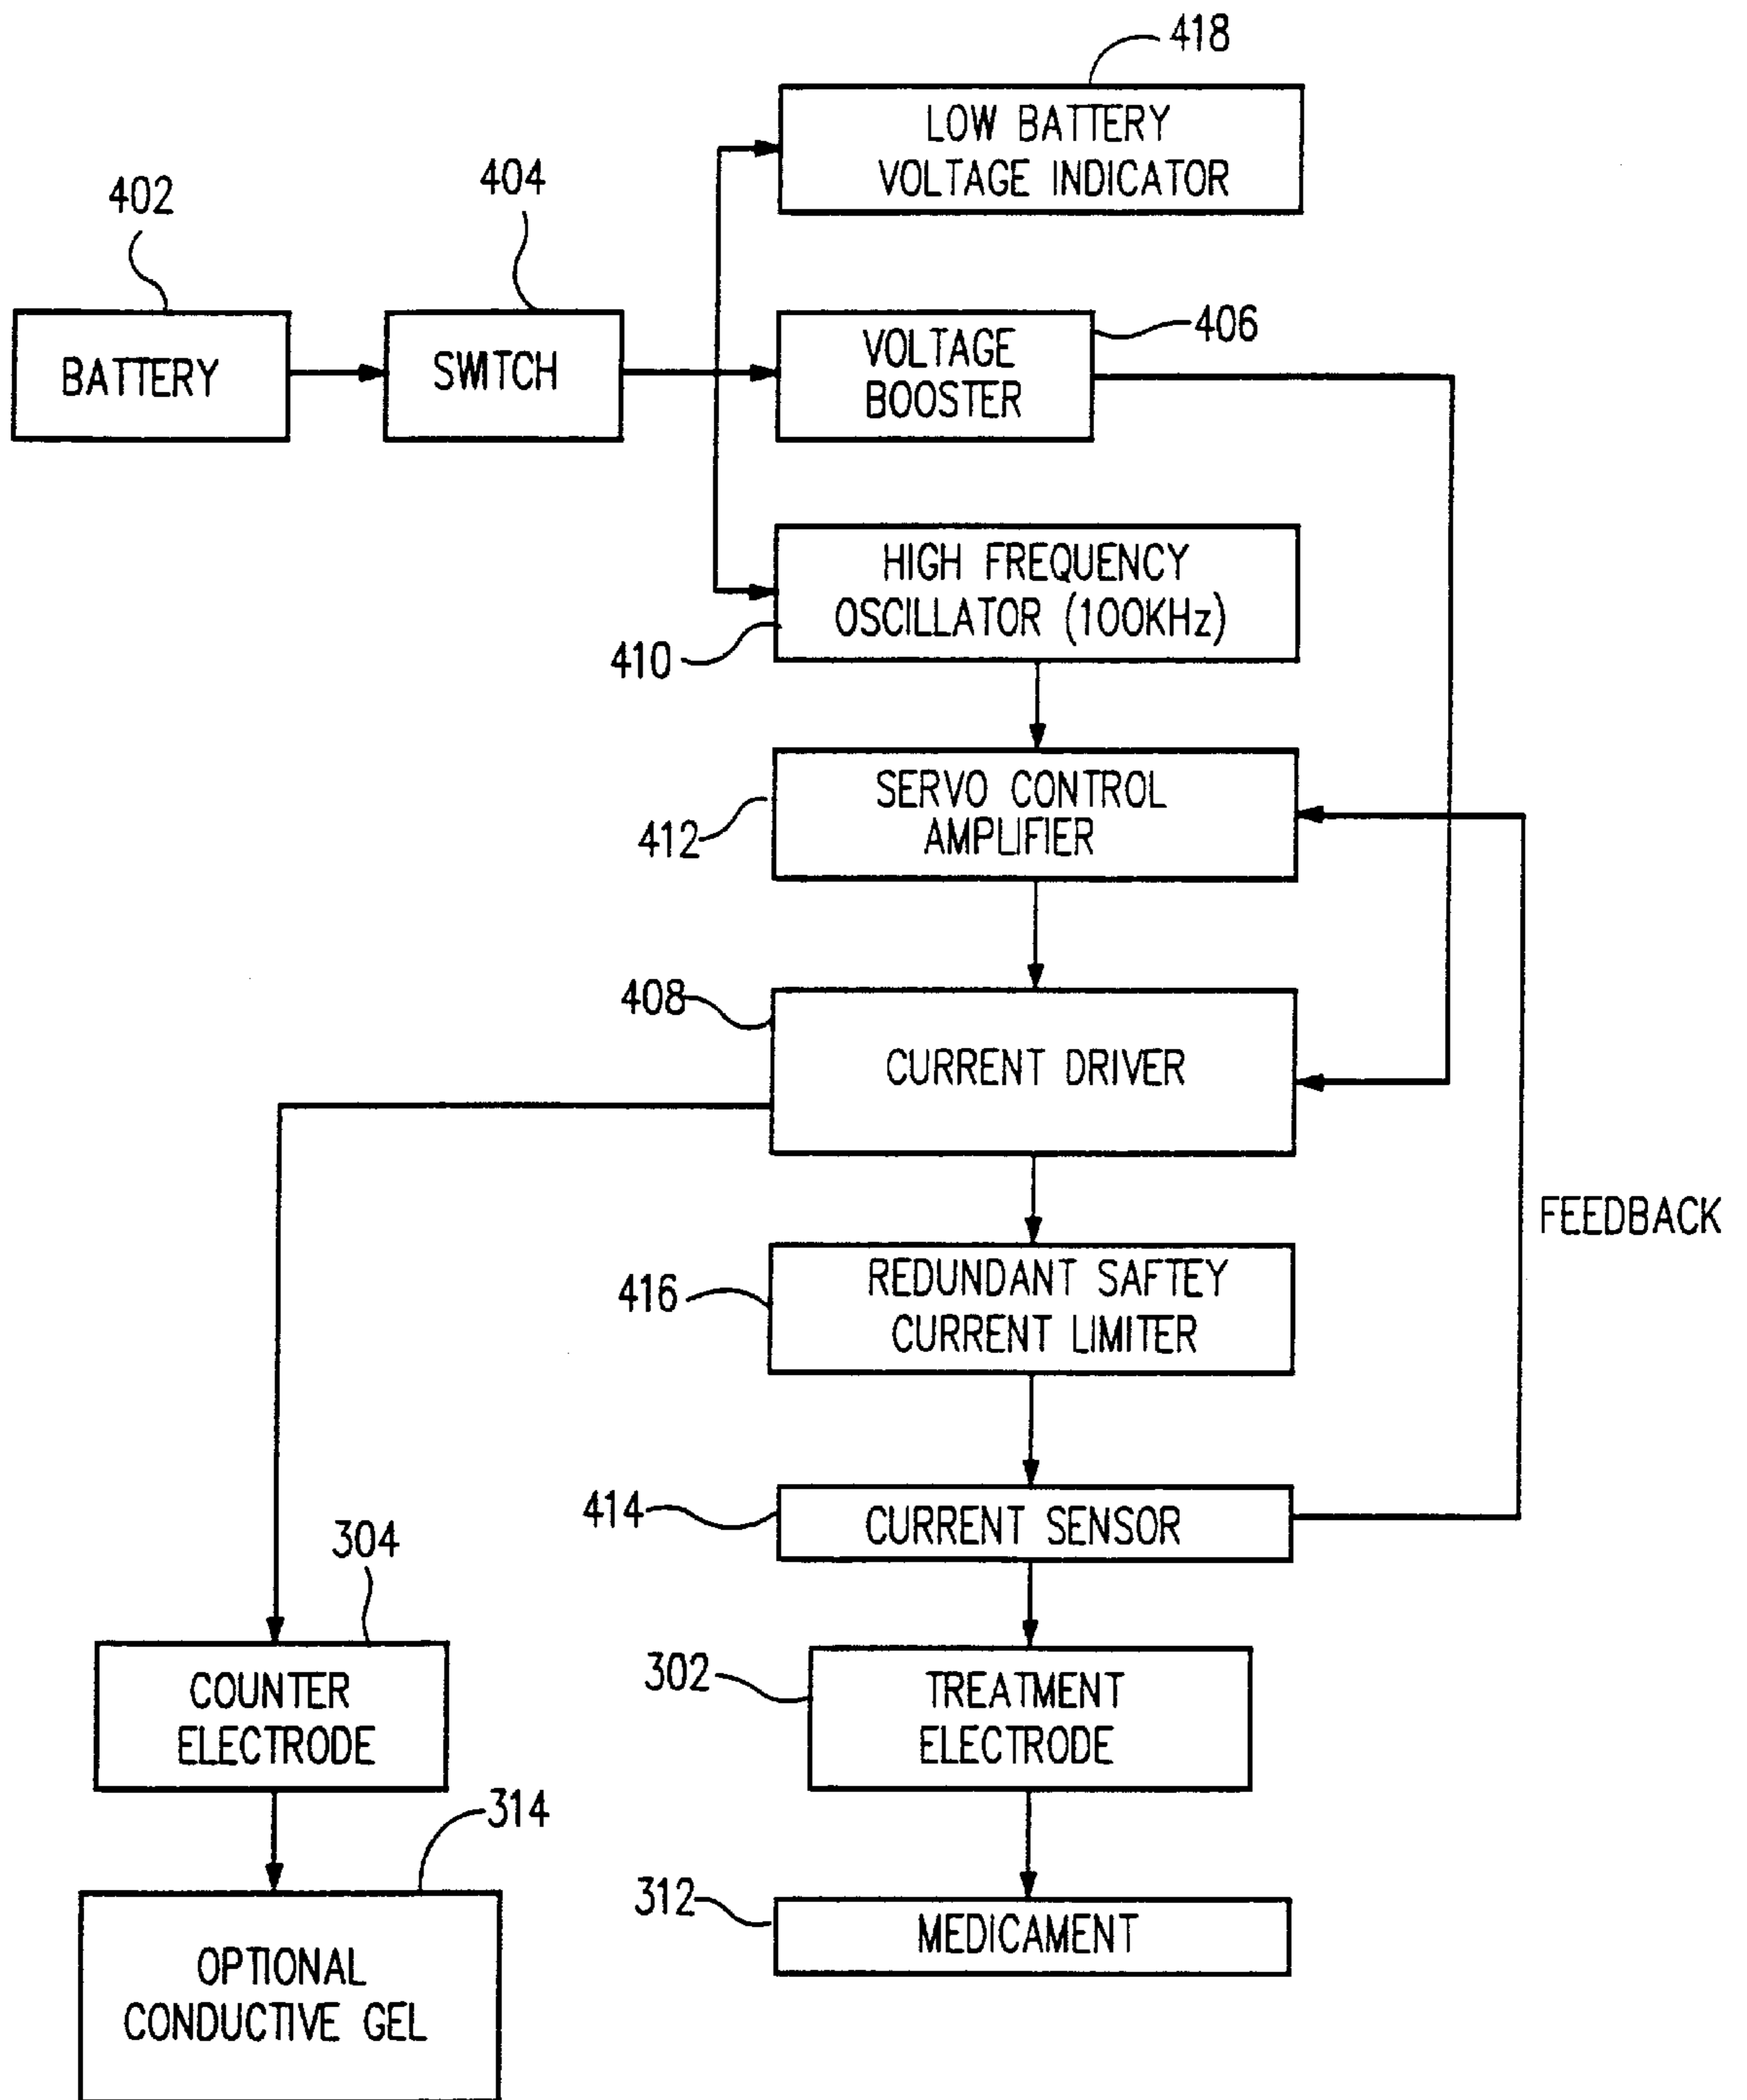 418
LOW BATTERY
VOLTAGE INDICATOR
402
404
BATTERY
SWITCH
VOLTAGE
BOOSTER
406
HIGH FREQUENCY
OSCILLATOR (100KHz)
410
SERVO CONTROL
AMPLIFIER
412
408
CURRENT DRIVER
FEEDBACK
416
REDUNDANT SAFTEY
CURRENT LIMITER
414
CURRENT SENSOR
304
COUNTER
ELECTRODE
302
TREATMENT
ELECTRODE
314
OPTIONAL
CONDUCTIVE GEL
312
MEDICAMENT